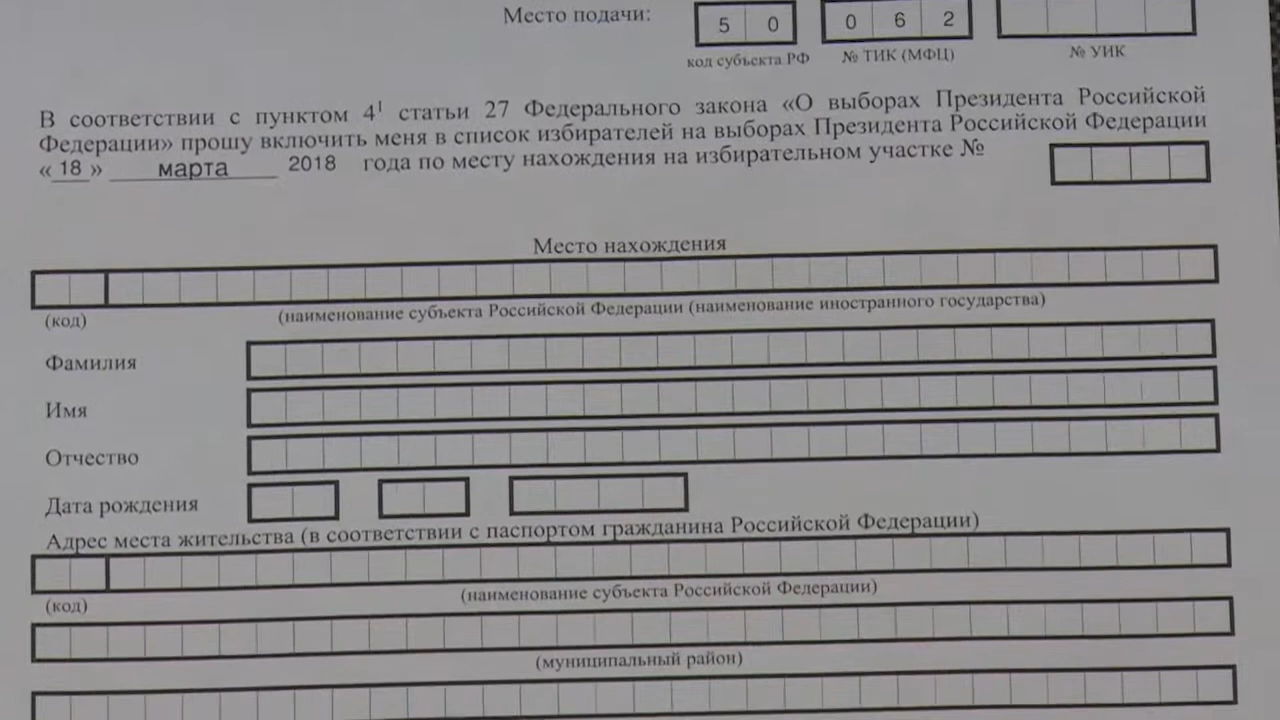 Место подачи: 5 0 0 6 2
код субъекта РФ № ТИК (МФЦ) № УИК
В соответствии с пунктом 4¹ статьи 27 Федерального закона «О выборах Президента Российской
Федерации» прошу включить меня в список избирателей на выборах Президента Российской Федерации
« 18 » марта 2018 года по месту нахождения на избирательном участке №
Место нахождения
(код) (наименование субъекта Российской Федерации (наименование иностранного государства)
Фамилия
Имя
Отчество
Дата рождения
Адрес места жительства (в соответствии с паспортом гражданина Российской Федерации)
(код) (наименование субъекта Российской Федерации)
(муниципальный район)